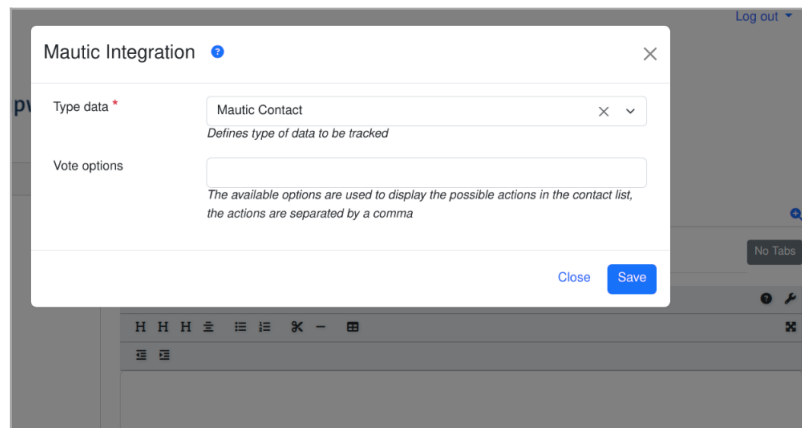 Log out
Mautic Integration
Type data *
Mautic Contact
Defines type of data to be tracked
Vote options
The available options are used to display the possible actions in the contact list,
the actions are separated by a comma
No Tabs
Close
Save
H H H